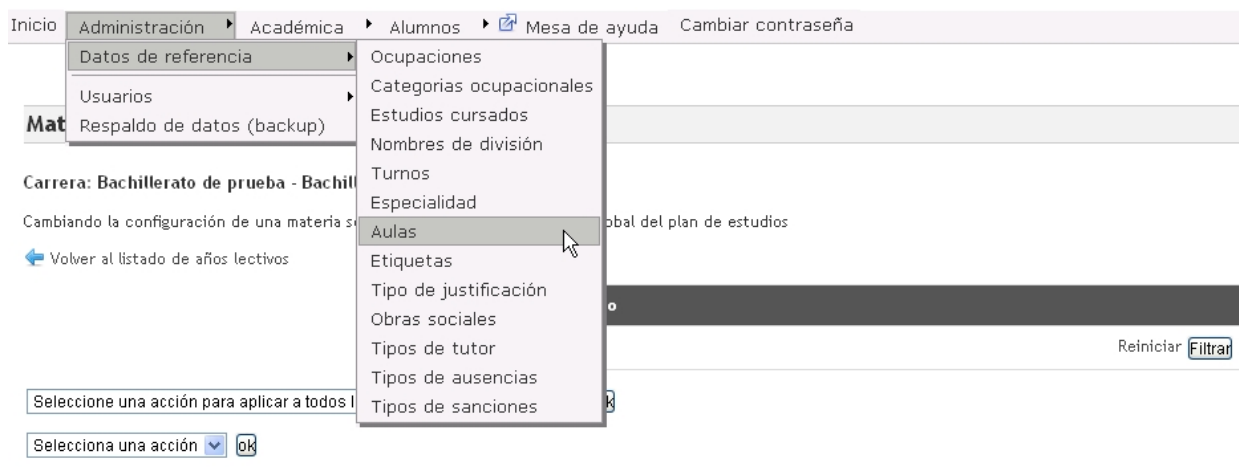 Inicio Administración Académica Alumnos Mesa de ayuda Cambiar contraseña
Datos de referencia
Usuarios
Respaldo de datos (backup)
Ocupaciones
Categorias ocupacionales
Estudios cursados
Nombres de división
Turnos
Especialidad
Aulas
Etiquetas
Tipo de justificación
Obras sociales
Tipos de tutor
Tipos de ausencias
Tipos de sanciones
Mat
Carrera: Bachillerato de prueba - Bachill
Cambiando la configuración de una materia s obal del plan de estudios
Volver al listado de años lectivos
o
Reiniciar Filtrar
Seleccione una acción para aplicar a todos l k
Selecciona una acción ok